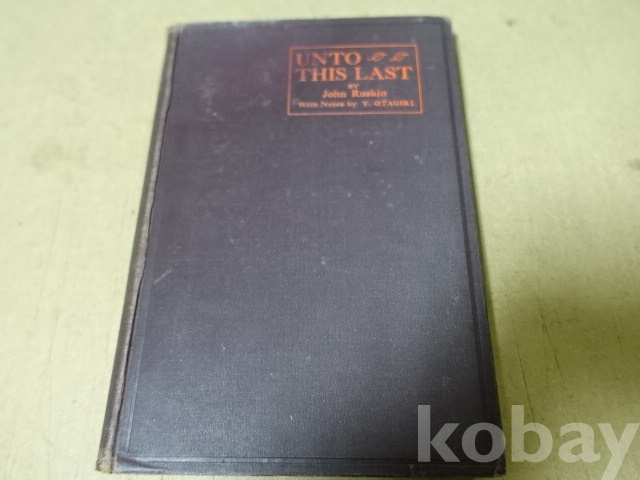 UNTO
THIS LAST
BY
John Ruskin
With Notes by Y. OTAGIRI
kobay